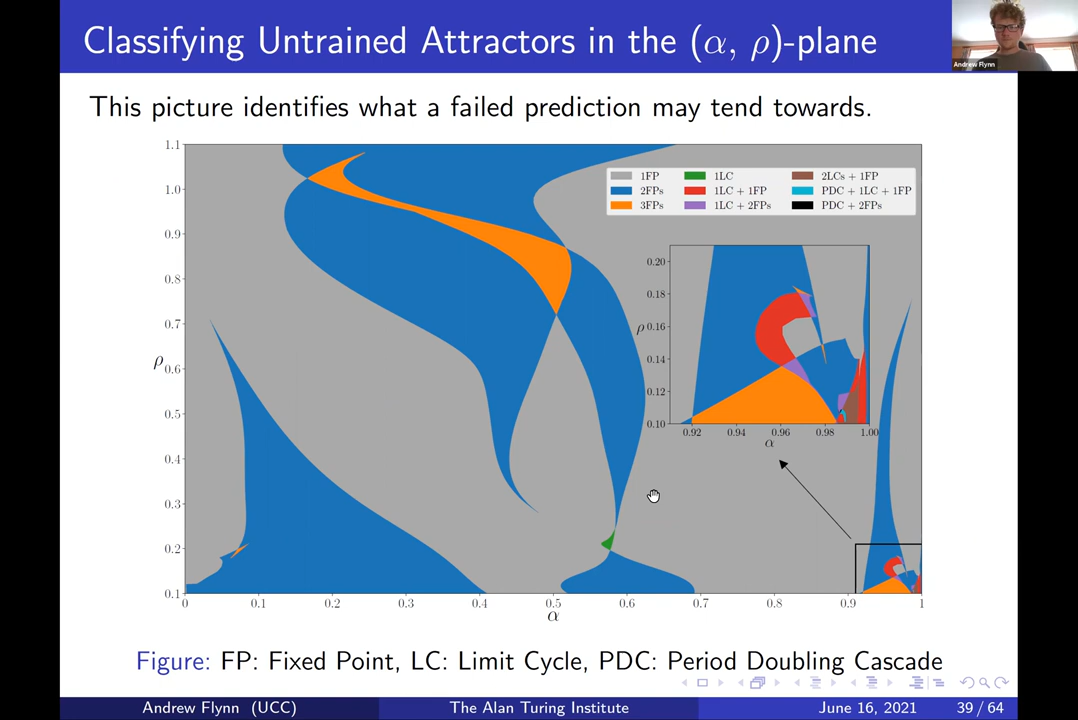 Classifying Untrained Attractors in the (α, ρ)-plane
Andrew Flynn
This picture identifies what a failed prediction may tend towards.
1.1
1.0
0.9
0.8
0.7
0.6
0.5
0.4
0.3
0.2
0.1
ρ
0 0.1 0.2 0.3 0.4 0.5 0.6 0.7 0.8 0.9 1
α
1FP 1LC 2LCs + 1FP
2FPs 1LC + 1FP PDC + 1LC + 1FP
3FPs 1LC + 2FPs PDC + 2FPs
0.20
0.18
0.16
0.14
0.12
0.10
ρ
0.92 0.94 0.96 0.98 1.00
α
Figure: FP: Fixed Point, LC: Limit Cycle, PDC: Period Doubling Cascade
Andrew Flynn (UCC) The Alan Turing Institute June 16, 2021 39 / 64